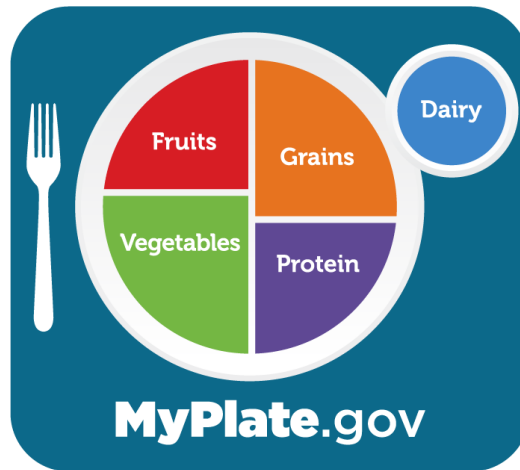 Fruits
Grains
Dairy
Vegetables
Protein
MyPlate.gov